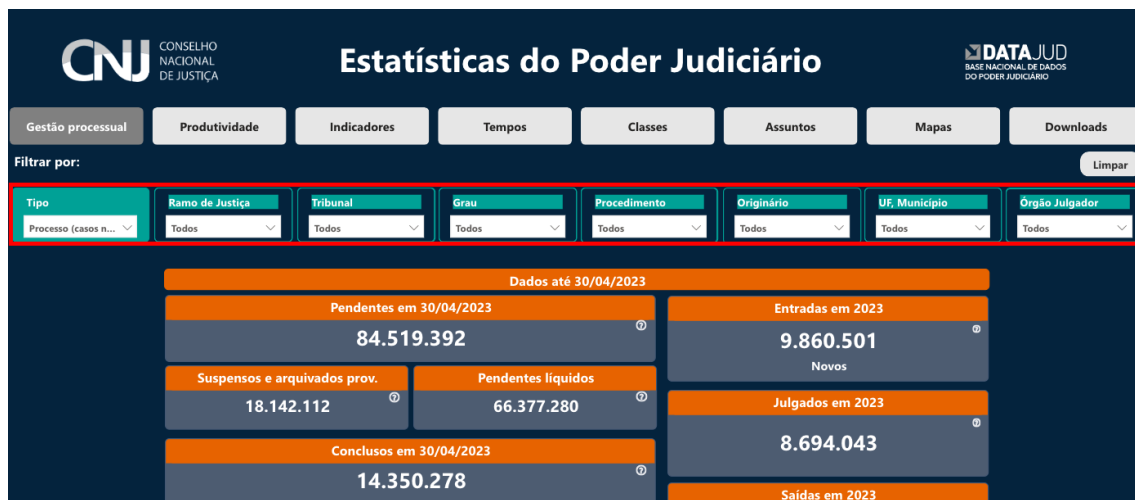 CNJ CONSELHO NACIONAL DE JUSTIÇA
Estatísticas do Poder Judiciário
DATAJUD
BASE NACIONAL DE DADOS
DO PODER JUDICIÁRIO
Gestão processual Produtividade Indicadores Tempos Classes Assuntos Mapas Downloads
Filtrar por: Limpar
Tipo Ramo de Justiça Tribunal Grau Procedimento Originário UF, Município Órgão Julgador
Processo (casos n... Todos Todos Todos Todos Todos Todos Todos
Dados até 30/04/2023
Pendentes em 30/04/2023
84.519.392
Entradas em 2023
9.860.501
Novos
Suspensos e arquivados prov.
18.142.112
Pendentes líquidos
66.377.280
Julgados em 2023
8.694.043
Conclusos em 30/04/2023
14.350.278
Saídas em 2023